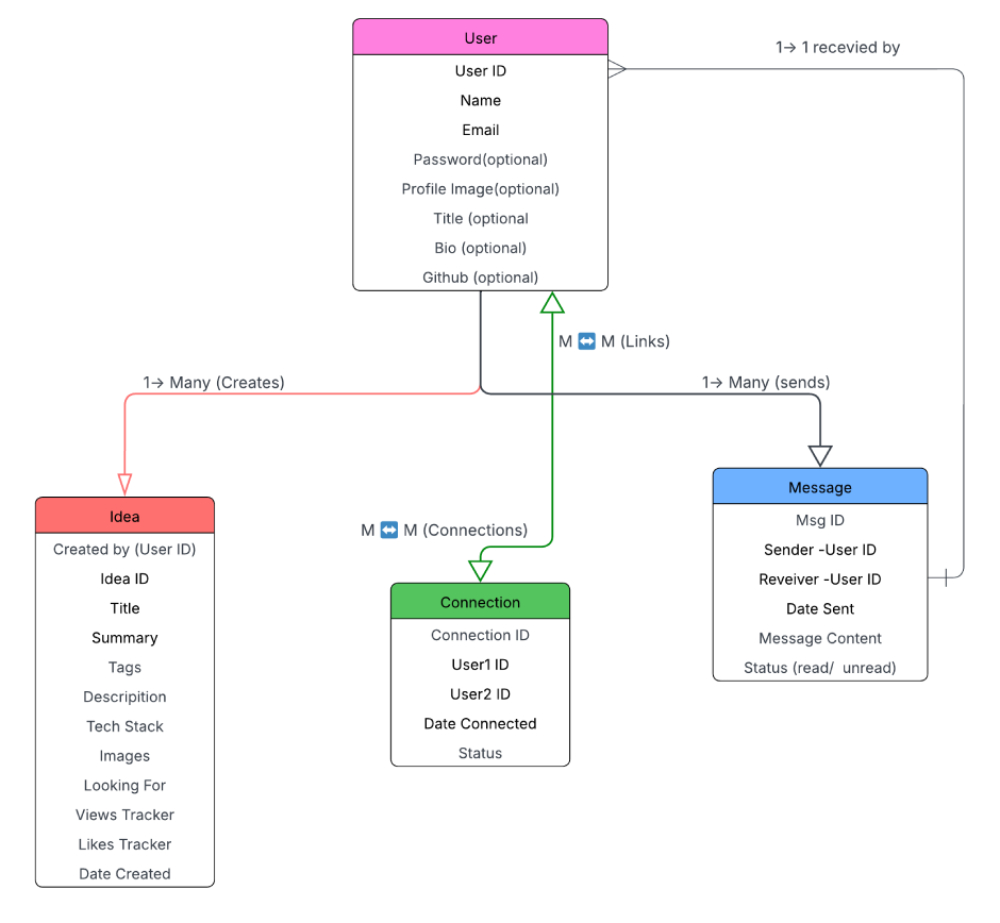 User
User ID
Name
Email
Password(optional)
Profile Image(optional)
Title (optional
Bio (optional)
Github (optional)
1→ 1 recevied by
M ↔️ M (Links)
1→ Many (Creates)
1→ Many (sends)
Idea
Created by (User ID)
Idea ID
Title
Summary
Tags
Descripition
Tech Stack
Images
Looking For
Views Tracker
Likes Tracker
Date Created
M ↔️ M (Connections)
Connection
Connection ID
User1 ID
User2 ID
Date Connected
Status
Message
Msg ID
Sender -User ID
Reveiver -User ID
Date Sent
Message Content
Status (read/ unread)